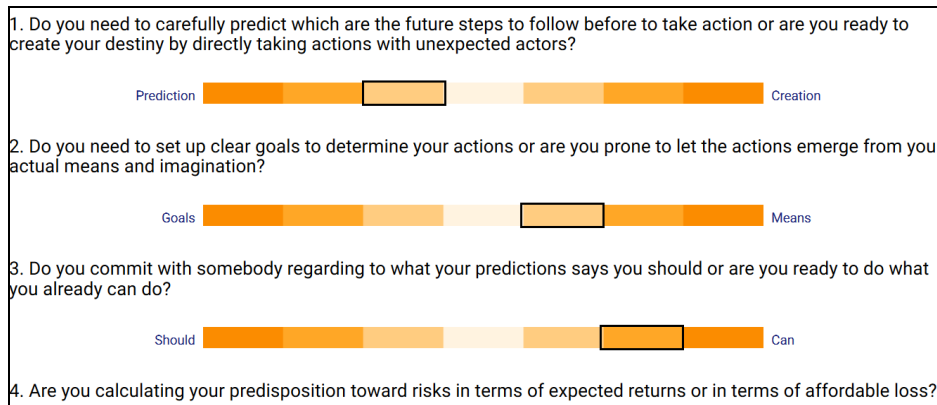 1. Do you need to carefully predict which are the future steps to follow before to take action or are you ready to
create your destiny by directly taking actions with unexpected actors?
Prediction Creation
2. Do you need to set up clear goals to determine your actions or are you prone to let the actions emerge from you
actual means and imagination?
Goals Means
3. Do you commit with somebody regarding to what your predictions says you should or are you ready to do what
you already can do?
Should Can
4. Are you calculating your predisposition toward risks in terms of expected returns or in terms of affordable loss?